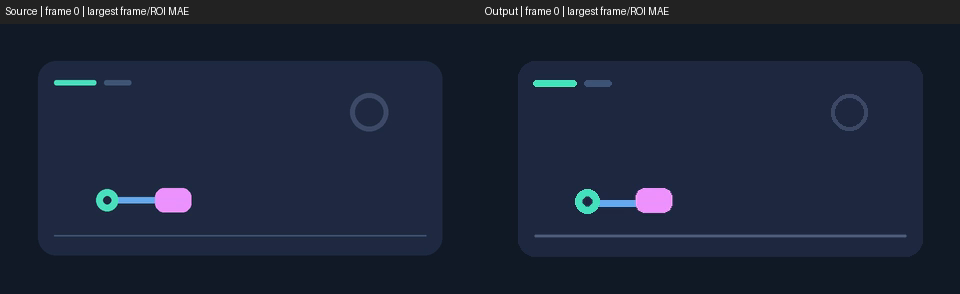 Source | frame 0 | largest frame/ROI MAE
Output | frame 0 | largest frame/ROI MAE